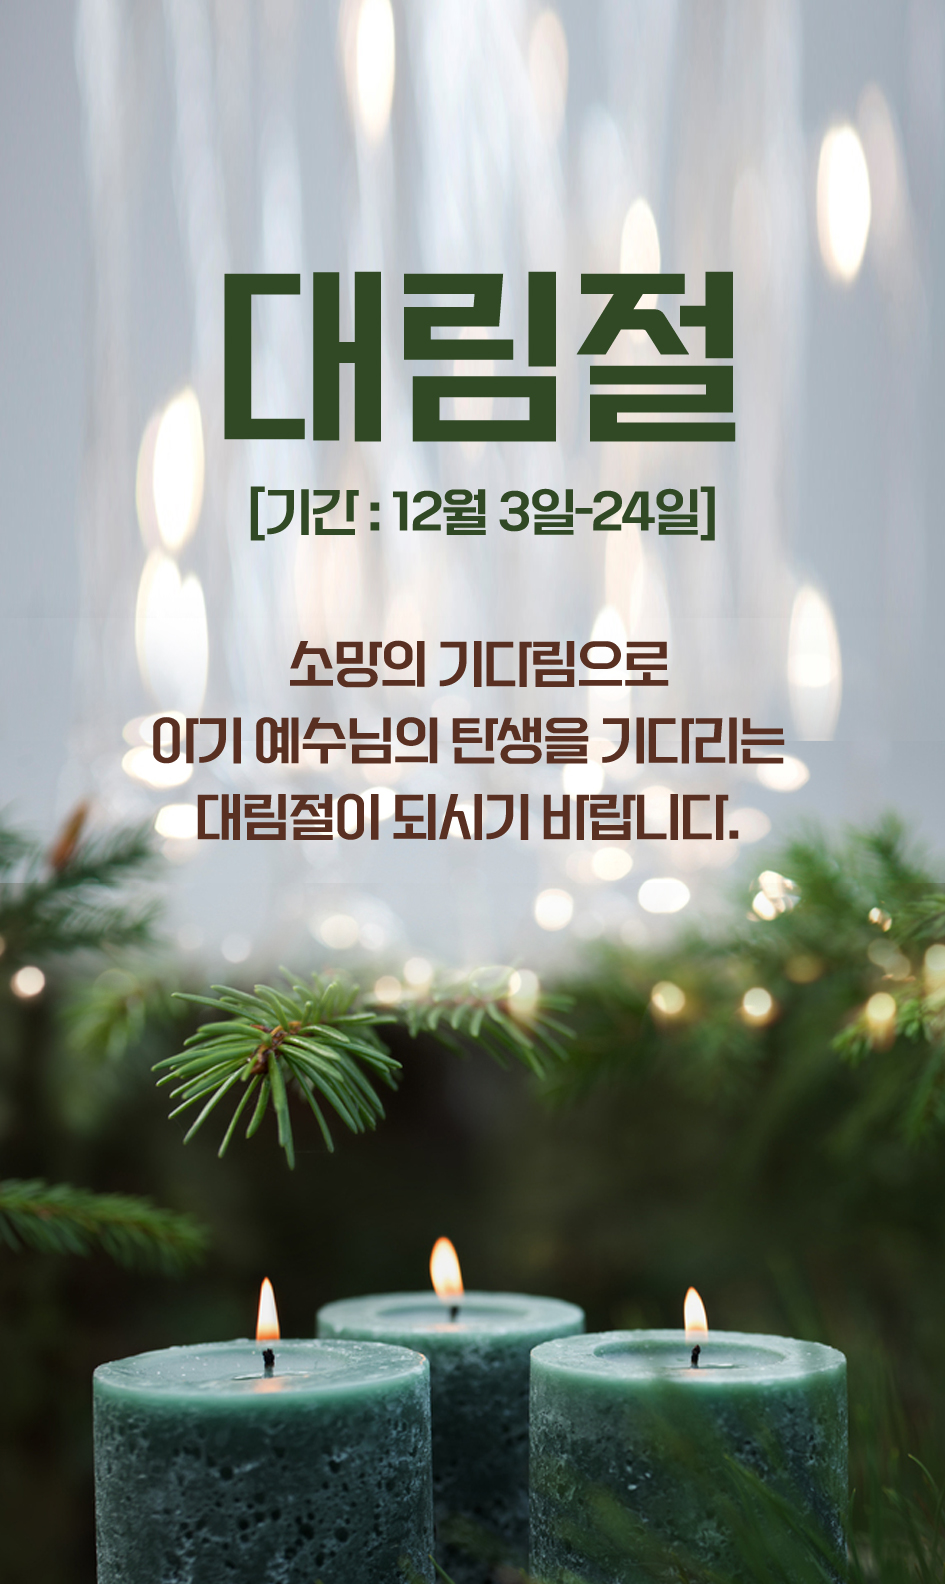 대림절
[기간 : 12월 3일-24일]
소망의 기다림으로
아기 예수님의 탄생을 기다리는
대림절이 되시기 바랍니다.